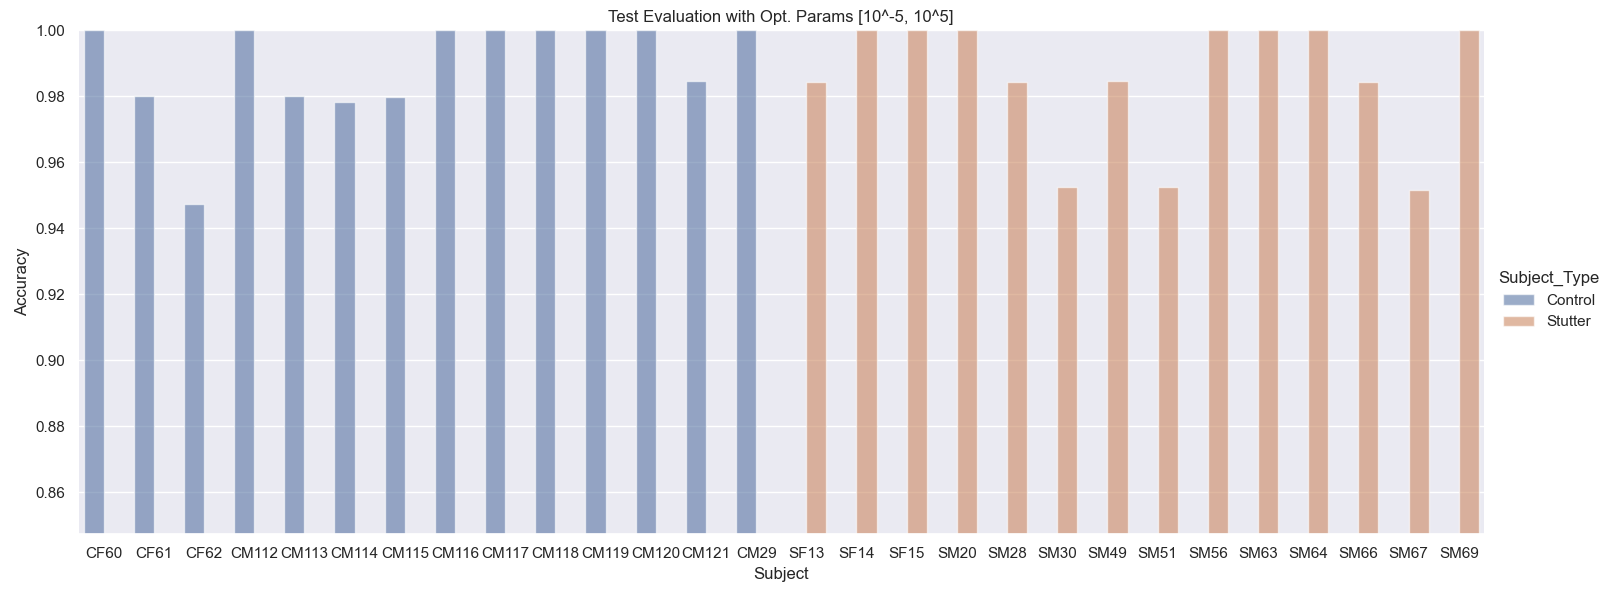 Test Evaluation with Opt. Params [10^-5, 10^5]
1.00
0.98
0.96
0.94
0.92
0.90
0.88
0.86
Accuracy
CF60 CF61 CF62 CM112 CM113 CM114 CM115 CM116 CM117 CM118 CM119 CM120 CM121 CM29 SF13 SF14 SF15 SM20 SM28 SM30 SM49 SM51 SM56 SM63 SM64 SM66 SM67 SM69
Subject
Subject_Type
Control
Stutter